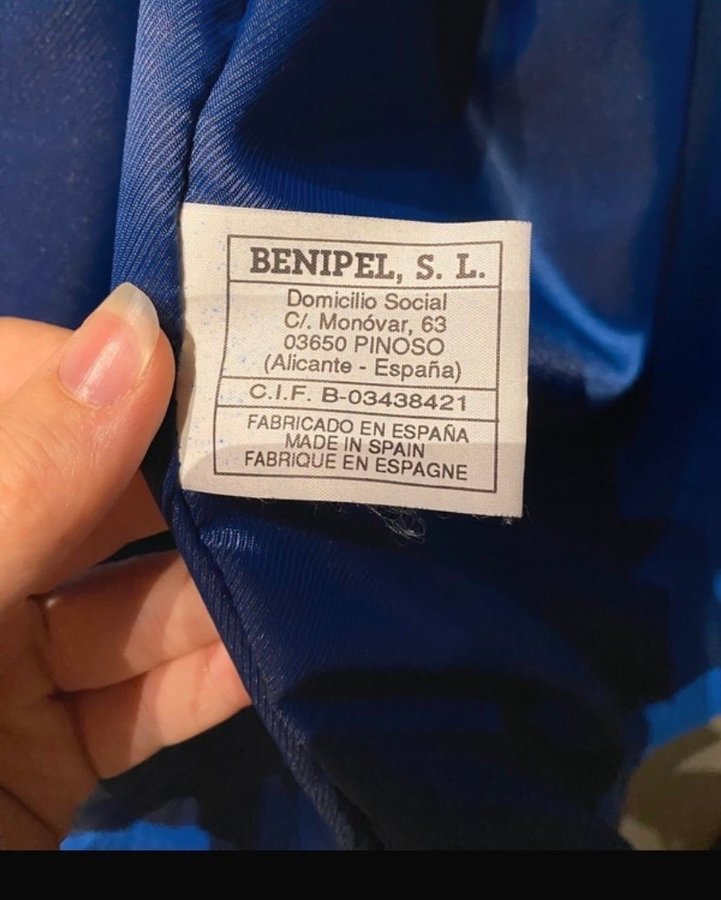 BENIPEL, S. L.
Domicilio Social
C/. Monóvar, 63
03650 PINOSO
(Alicante - España)
C.I.F. B-03438421
FABRICADO EN ESPAÑA
MADE IN SPAIN
FABRIQUE EN ESPAGNE